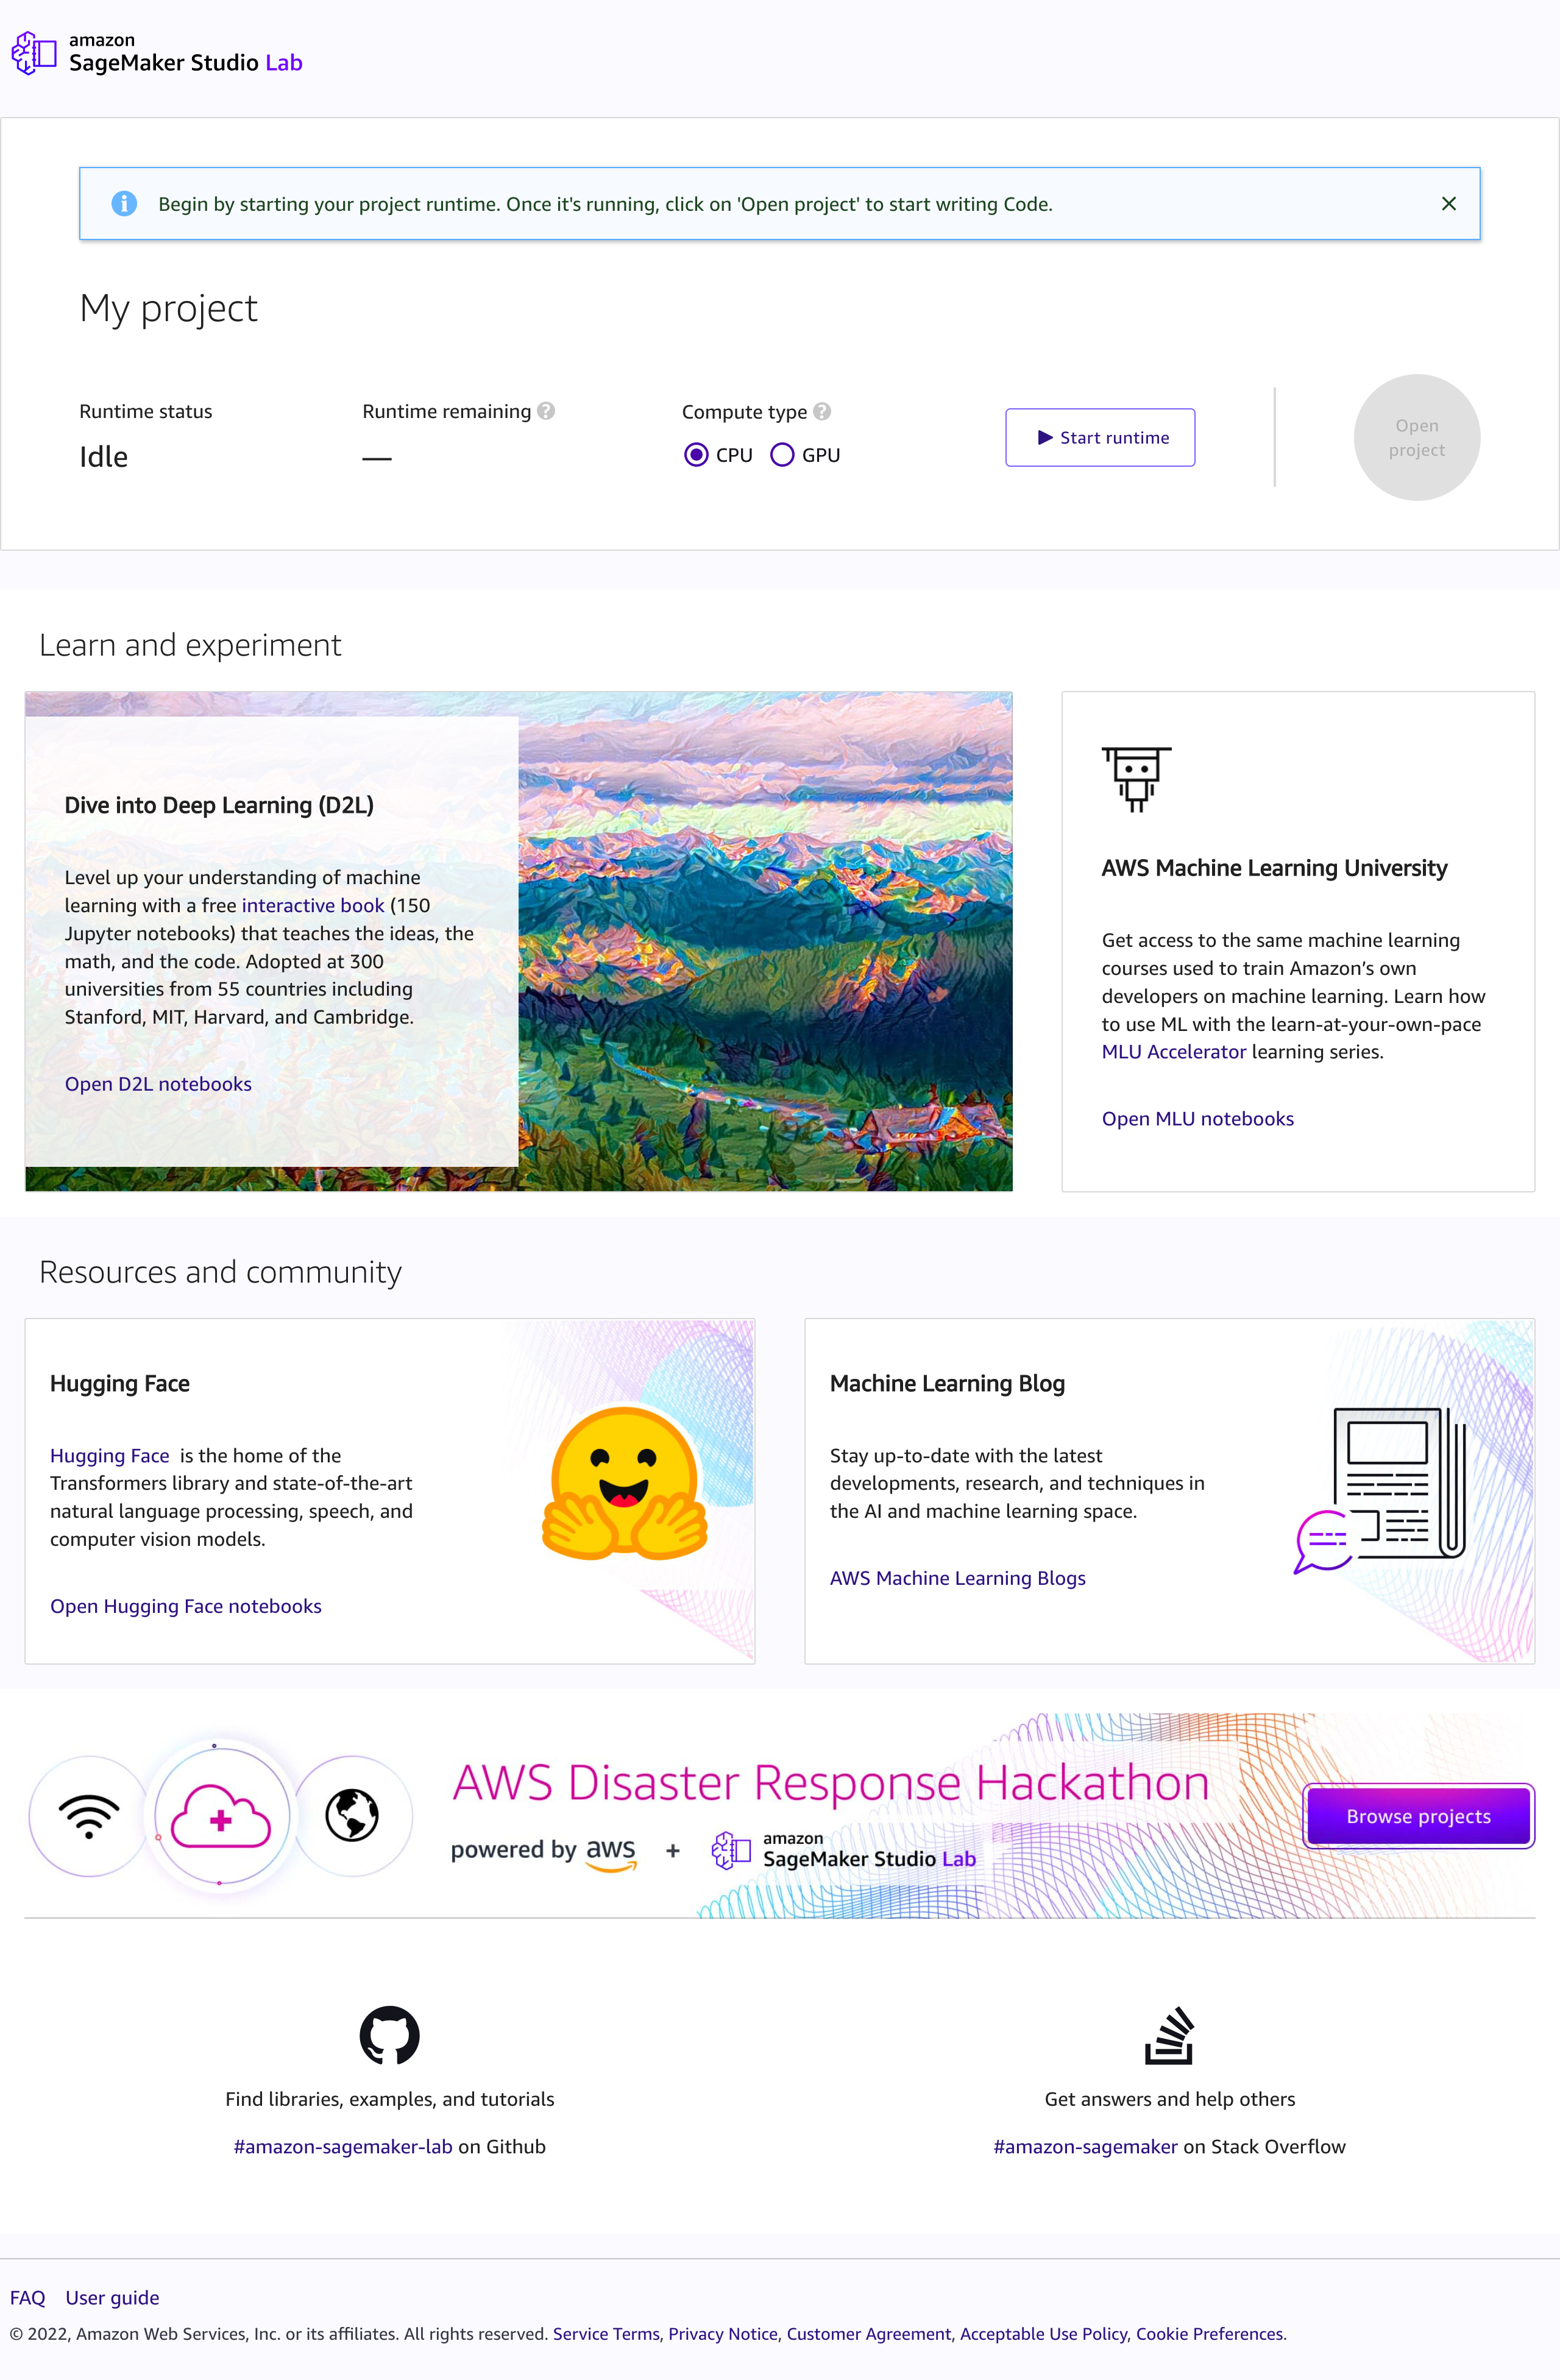 amazon
SageMaker Studio Lab
Begin by starting your project runtime. Once it's running, click on 'Open project' to start writing Code.
My project
Runtime status
Idle
Runtime remaining
—
Compute type
CPU GPU
Start runtime
Open
project
Learn and experiment
Dive into Deep Learning (D2L)
Level up your understanding of machine
learning with a free interactive book (150
Jupyter notebooks) that teaches the ideas, the
math, and the code. Adopted at 300
universities from 55 countries including
Stanford, MIT, Harvard, and Cambridge.
Open D2L notebooks
AWS Machine Learning University
Get access to the same machine learning
courses used to train Amazon’s own
developers on machine learning. Learn how
to use ML with the learn-at-your-own-pace
MLU Accelerator learning series.
Open MLU notebooks
Resources and community
Hugging Face
Hugging Face is the home of the
Transformers library and state-of-the-art
natural language processing, speech, and
computer vision models.
Open Hugging Face notebooks
Machine Learning Blog
Stay up-to-date with the latest
developments, research, and techniques in
the AI and machine learning space.
AWS Machine Learning Blogs
AWS Disaster Response Hackathon
powered by aws + amazon
SageMaker Studio Lab
Browse projects
Find libraries, examples, and tutorials
#amazon-sagemaker-lab on Github
Get answers and help others
#amazon-sagemaker on Stack Overflow
FAQ User guide
© 2022, Amazon Web Services, Inc. or its affiliates. All rights reserved. Service Terms, Privacy Notice, Customer Agreement, Acceptable Use Policy, Cookie Preferences.